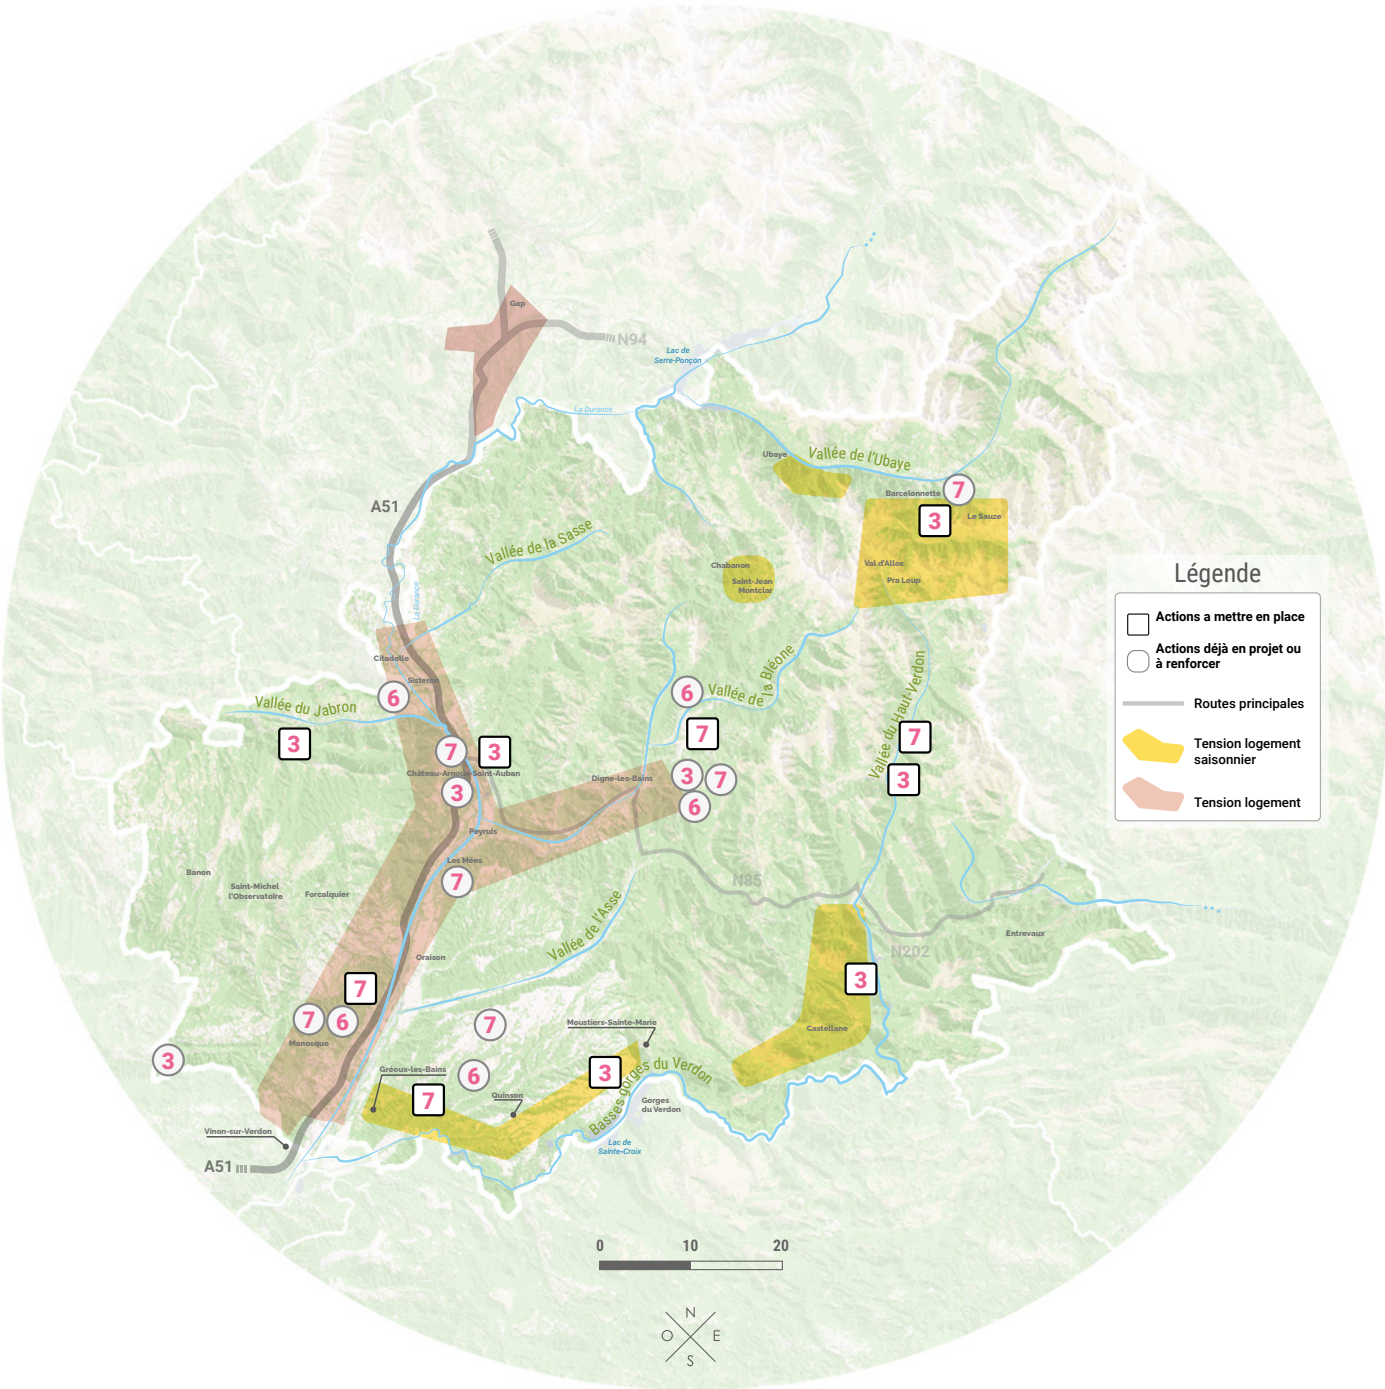 Gap
N94
Lac de
Serre-Ponçon
La Durance
Ubaye
Vallée de l'Ubaye
Barcelonnette
7
3
Le Sauze
A51
Vallée de la Sasse
Chabanon
Saint-Jean
Montclar
Val d'Allos
Pra Loup
La Durance
Citadelle
Sisteron
6
Vallée du Jabron
3
6
Vallée de la Bléone
7
Vallée du Haut-Verdon
7
3
7
3
Château-Arnoux-Saint-Auban
3
Digne-les-Bains
3
7
6
Peyruis
Les Mées
7
Banon
Saint-Michel
l'Observatoire
Forcalquier
N85
Vallée de l'Asse
N202
Entrevaux
Oraison
3
7
7
6
Manosque
7
3
Castellane
Moustiers-Sainte-Marie
Gréoux-les-Bains
6
3
7
Quinson
Basses gorges du Verdon
Gorges
du Verdon
Lac de
Sainte-Croix
Vinon-sur-Verdon
A51
Légende
Actions a mettre en place
Actions déjà en projet ou
à renforcer
Routes principales
Tension logement
saisonnier
Tension logement
0 10 20
N
O E
S